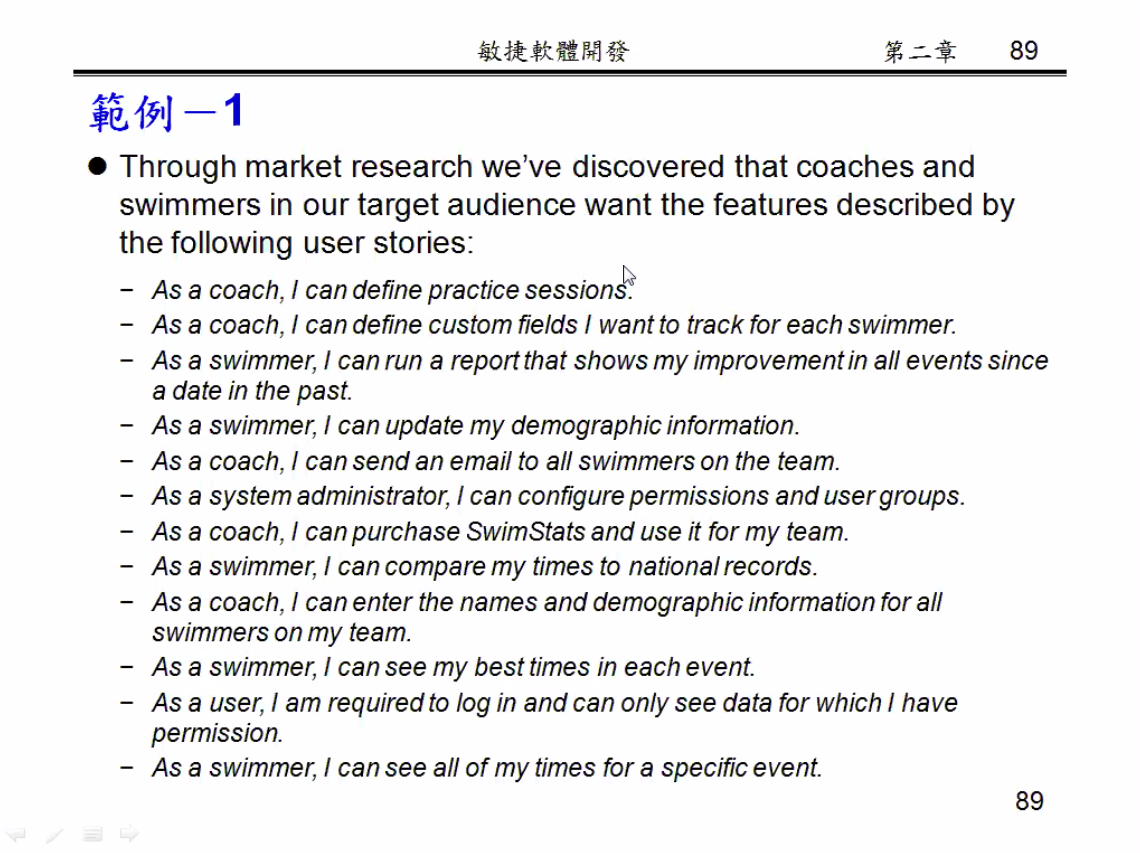 敏捷軟體開發 第二章 89
範例－1
● Through market research we’ve discovered that coaches and
swimmers in our target audience want the features described by
the following user stories:
– As a coach, I can define practice sessions.
– As a coach, I can define custom fields I want to track for each swimmer.
– As a swimmer, I can run a report that shows my improvement in all events since
a date in the past.
– As a swimmer, I can update my demographic information.
– As a coach, I can send an email to all swimmers on the team.
– As a system administrator, I can configure permissions and user groups.
– As a coach, I can purchase SwimStats and use it for my team.
– As a swimmer, I can compare my times to national records.
– As a coach, I can enter the names and demographic information for all
swimmers on my team.
– As a swimmer, I can see my best times in each event.
– As a user, I am required to log in and can only see data for which I have
permission.
– As a swimmer, I can see all of my times for a specific event.
89